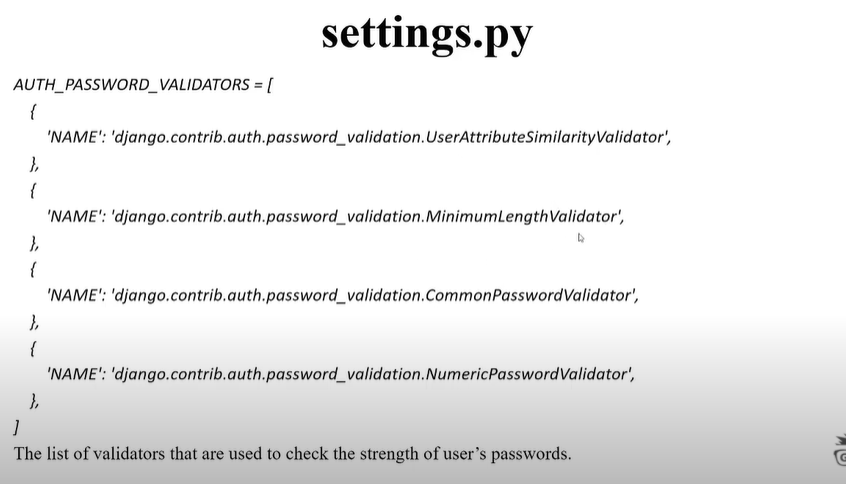 settings.py
AUTH_PASSWORD_VALIDATORS = [
{
'NAME': 'django.contrib.auth.password_validation.UserAttributeSimilarityValidator',
},
{
'NAME': 'django.contrib.auth.password_validation.MinimumLengthValidator',
},
{
'NAME': 'django.contrib.auth.password_validation.CommonPasswordValidator',
},
{
'NAME': 'django.contrib.auth.password_validation.NumericPasswordValidator',
},
]
The list of validators that are used to check the strength of user’s passwords.